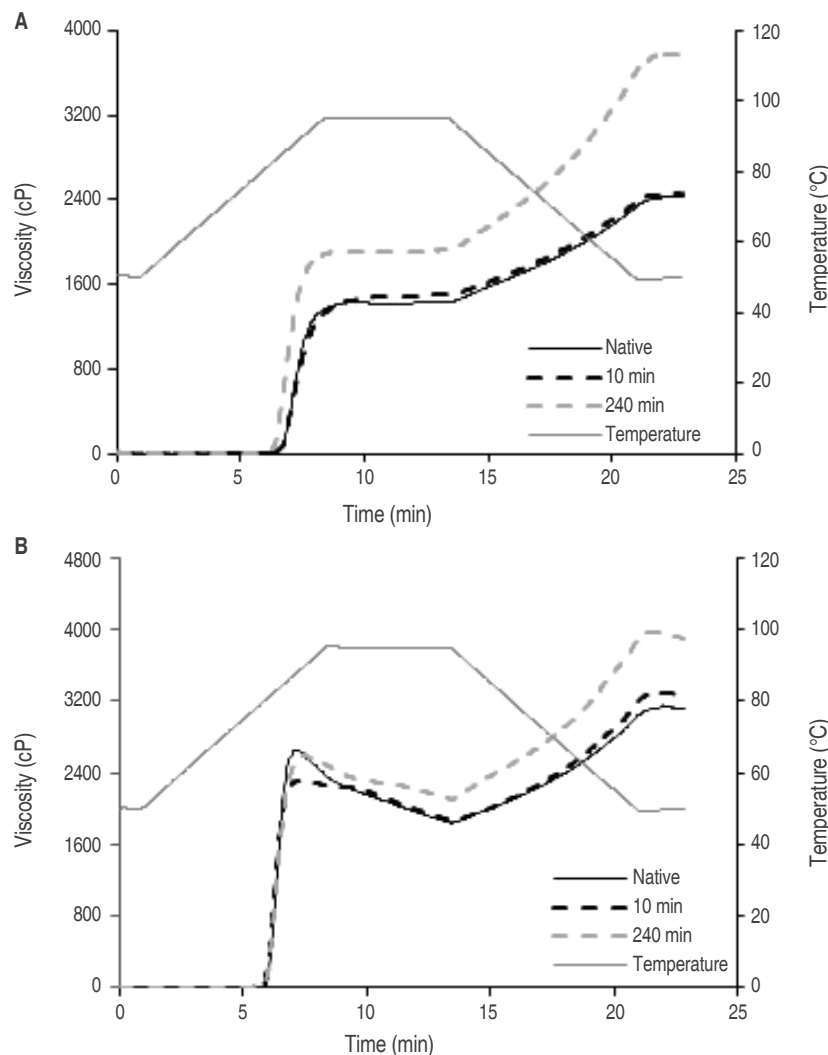 A
Viscosity (cP)
4000
3200
2400
1600
800
0
120
100
80
60
40
20
0
Temperature (°C)
Native
10 min
240 min
Temperature
0 5 10 15 20 25
Time (min)
B
Viscosity (cP)
4800
4000
3200
2400
1600
800
0
120
100
80
60
40
20
0
Temperature (°C)
Native
10 min
240 min
Temperature
0 5 10 15 20 25
Time (min)